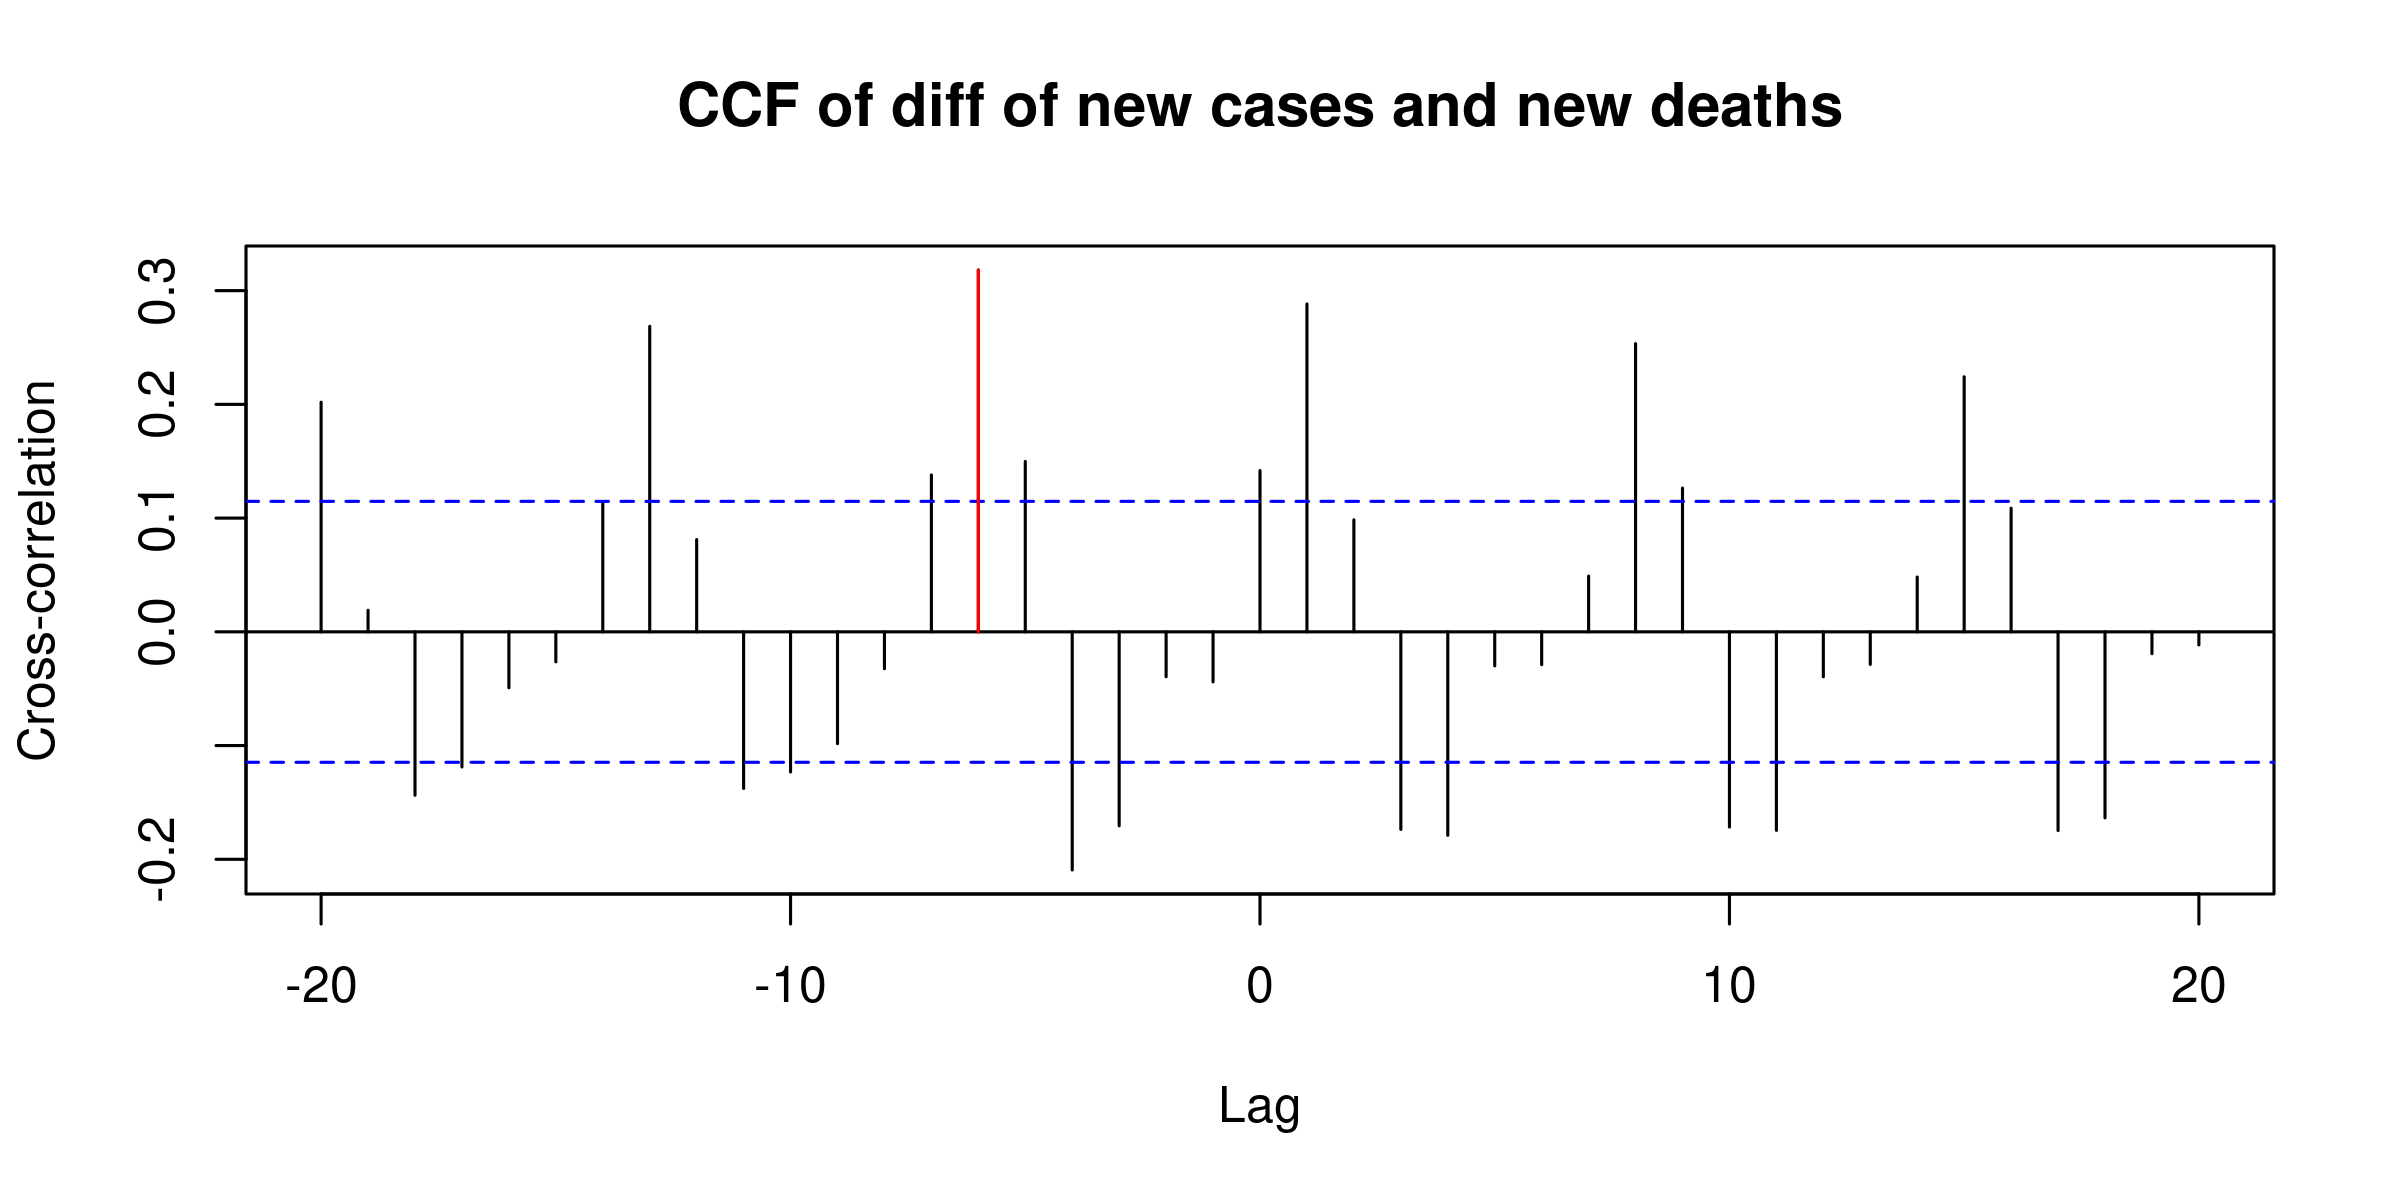 CCF of diff of new cases and new deaths
Cross-correlation
0.3
0.2
0.1
0.0
-0.2
-20 -10 0 10 20
Lag